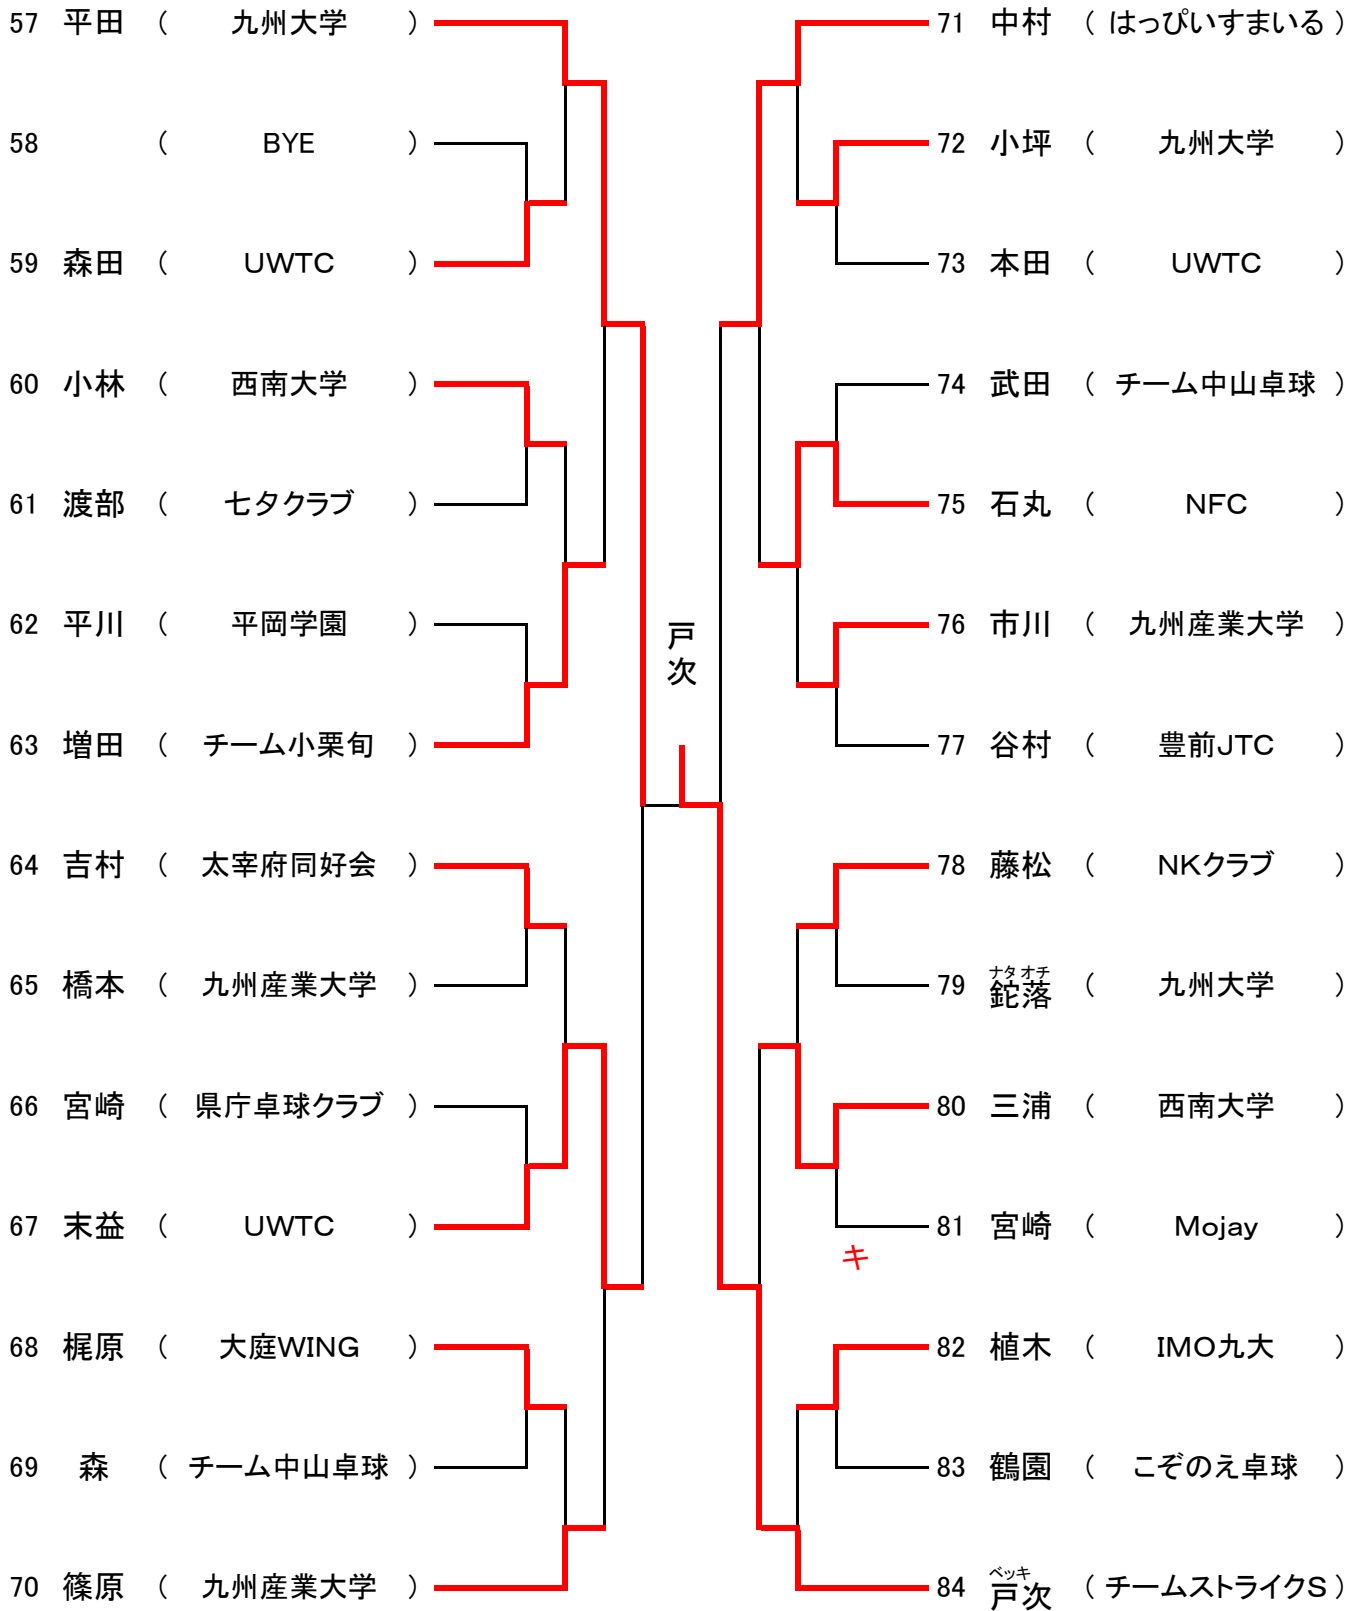 57 平田 （ 九州大学 ）
58 （ BYE ）
59 森田 （ UWTC ）
60 小林 （ 西南大学 ）
61 渡部 （ 七夕クラブ ）
62 平川 （ 平岡学園 ）
63 増田 （ チーム小栗旬 ）
64 吉村 （ 太宰府同好会 ）
65 橋本 （ 九州産業大学 ）
66 宮崎 （ 県庁卓球クラブ ）
67 末益 （ UWTC ）
68 梶原 （ 大庭WING ）
69 森 （ チーム中山卓球 ）
70 篠原 （ 九州産業大学 ）
戸次
71 中村 （ はっぴいすまいる ）
72 小坪 （ 九州大学 ）
73 本田 （ UWTC ）
74 武田 （ チーム中山卓球 ）
75 石丸 （ NFC ）
76 市川 （ 九州産業大学 ）
77 谷村 （ 豊前JTC ）
78 藤松 （ NKクラブ ）
ナタ オチ
79 鉈落 （ 九州大学 ）
80 三浦 （ 西南大学 ）
81 宮崎 （ Mojay ）
キ
82 植木 （ IMO九大 ）
83 鶴園 （ こぞのえ卓球 ）
ベッキ
84 戸次 （ チームストライクS ）